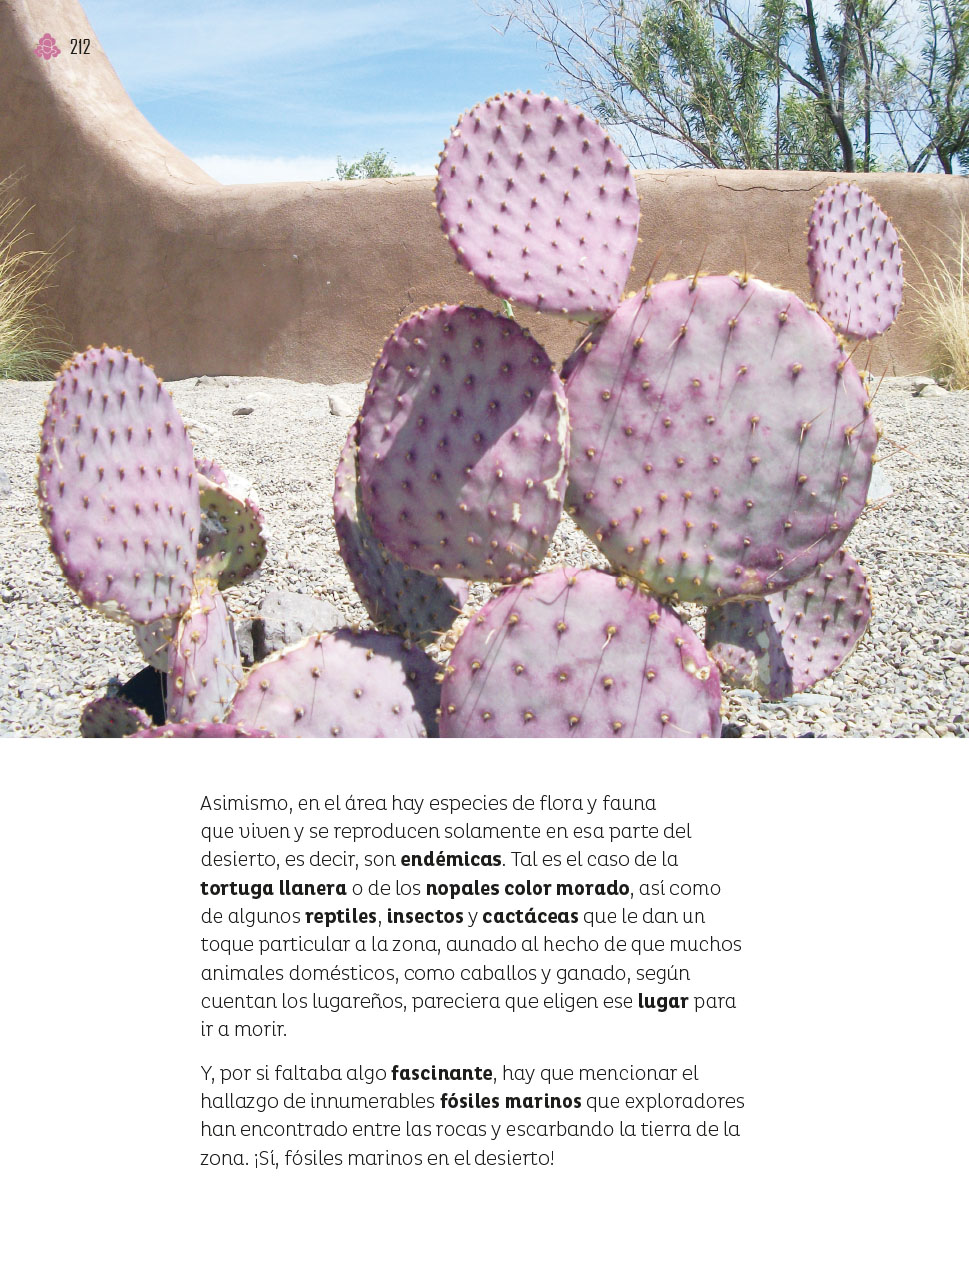 212
Asimismo, en el área hay especies de flora y fauna
que viven y se reproducen solamente en esa parte del
desierto, es decir, son endémicas. Tal es el caso de la
tortuga llanera o de los nopales color morado, así como
de algunos reptiles, insectos y cactáceas que le dan un
toque particular a la zona, aunado al hecho de que muchos
animales domésticos, como caballos y ganado, según
cuentan los lugareños, pareciera que eligen ese lugar para
ir a morir.
Y, por si faltaba algo fascinante, hay que mencionar el
hallazgo de innumerables fósiles marinos que exploradores
han encontrado entre las rocas y escarbando la tierra de la
zona. ¡Sí, fósiles marinos en el desierto!